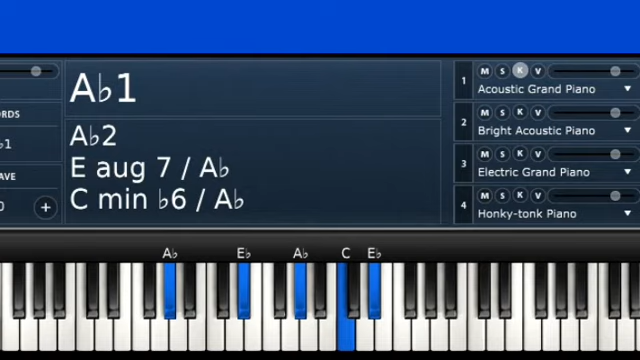 A♭1
A♭2
E aug 7 / A♭
C min ♭6 / A♭
ORDS
♭1
AVE
0 +
1 M S K V
Acoustic Grand Piano
2 M S K V
Bright Acoustic Piano
3 M S K V
Electric Grand Piano
4 M S K V
Honky-tonk Piano
A♭ E♭ A♭ C E♭